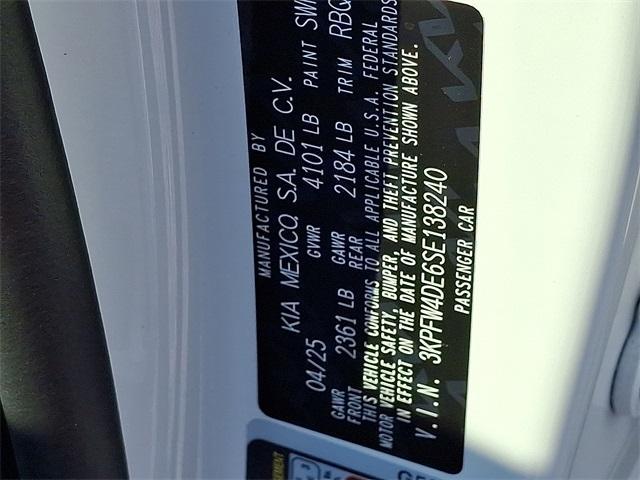 MANUFACTURED BY
KIA MEXICO, S.A. DE C.V.
04/25 GVWR 4101 LB PAINT SW
GAWR FRONT 2361 LB GAWR REAR 2184 LB TRIM RBQ
THIS VEHICLE CONFORMS TO ALL APPLICABLE U.S.A. FEDERAL
MOTOR VEHICLE SAFETY, BUMPER, AND THEFT PREVENTION STANDARDS
IN EFFECT ON THE DATE OF MANUFACTURE SHOWN ABOVE.
V.I.N. 3KPFW4DE6SE138240
PASSENGER CAR